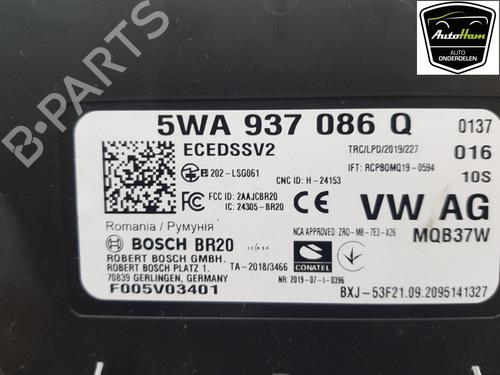 AutoHam
AUTO
ONDERDELEN
B-PARTS
5WA 937 086 Q
0137
ECEDSSV2
TRC/LPD/2019/227
016
202-LSG061
IFT: RCPBOMQ19-0594
10S
CNC ID: H-24153
FCC ID: 2AAJCBR20
IC: 24305-BR20
CE
VW AG
Romania / Румунія
NCA APPROVED: ZRO-M8-7E3-X26
MQB37W
BOSCH BR20
ROBERT BOSCH GMBH.
ROBERT BOSCH PLATZ 1.
70839 GERLINGEN, GERMANY
TA-2018/3466
CONATEL
NR: 2019-07-I-0396
F005V03401
BXJ-53F21.09.2095141327